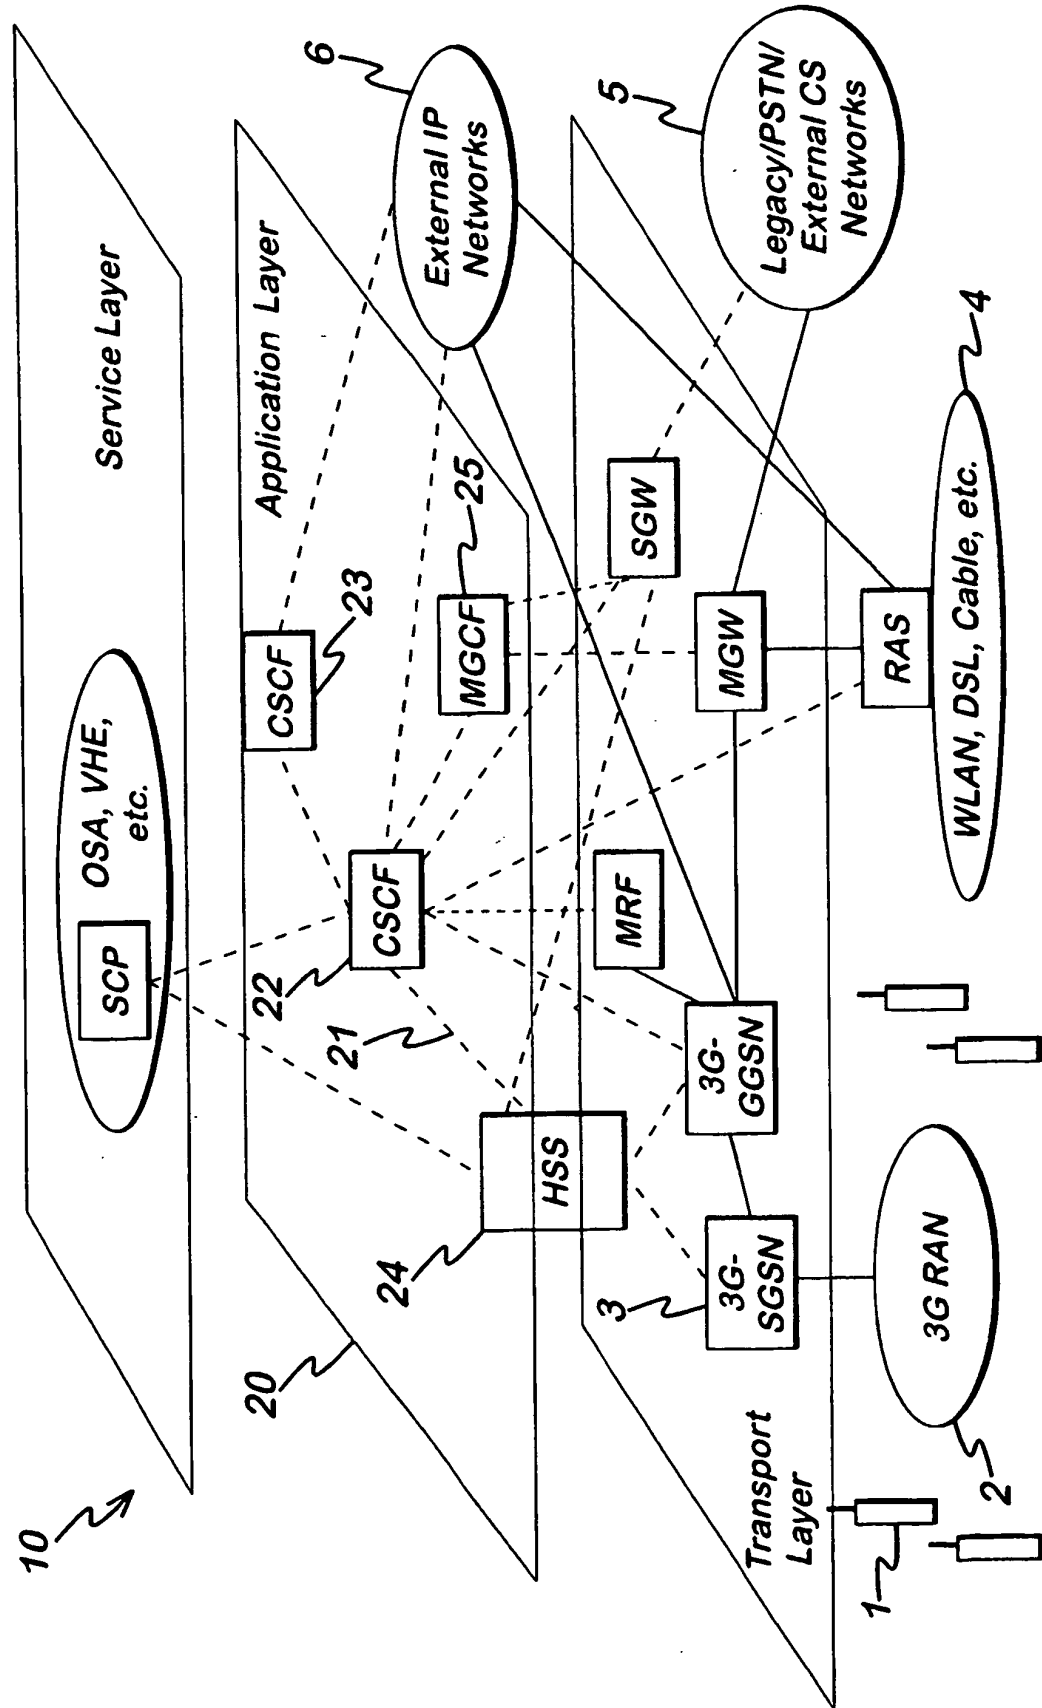 10
Service Layer
SCP
OSA, VHE,
etc.
20
Application Layer
CSCF
23
22
CSCF
21
MGCF
25
24
HSS
6
External IP
Networks
Transport
Layer
3
3G-
SGSN
3G-
GGSN
MRF
MGW
SGW
RAS
5
Legacy/PSTN/
External CS
Networks
1
2
3G RAN
WLAN, DSL, Cable, etc.
4